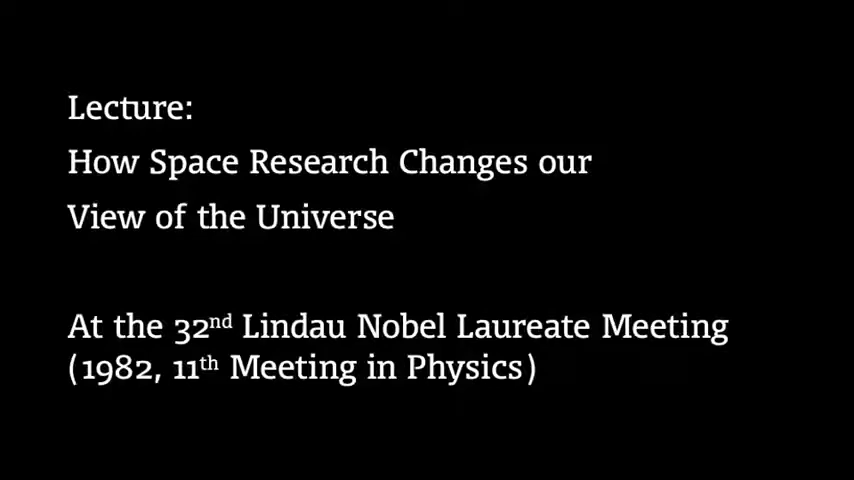 Lecture:
How Space Research Changes our
View of the Universe
At the 32nd Lindau Nobel Laureate Meeting
(1982, 11th Meeting in Physics)